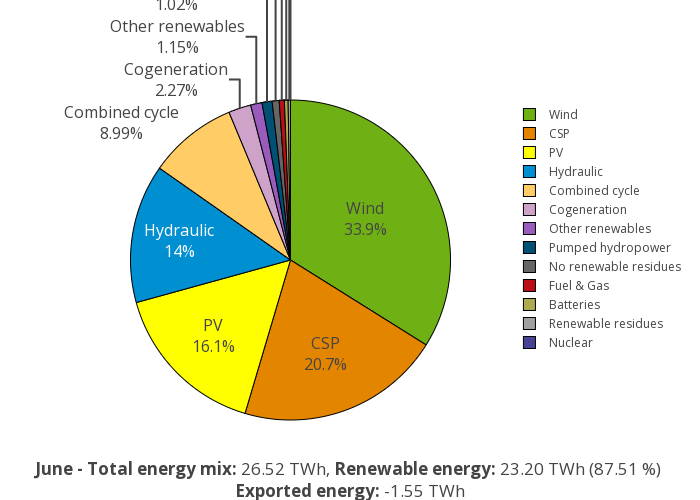 1.02%
Other renewables
1.15%
Cogeneration
2.27%
Combined cycle
8.99%
Wind
33.9%
Hydraulic
14%
PV
16.1%
CSP
20.7%
Wind
CSP
PV
Hydraulic
Combined cycle
Cogeneration
Other renewables
Pumped hydropower
No renewable residues
Fuel & Gas
Batteries
Renewable residues
Nuclear
June - Total energy mix: 26.52 TWh, Renewable energy: 23.20 TWh (87.51 %)
Exported energy: -1.55 TWh